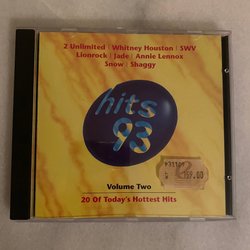 2 Unlimited | Whitney Houston | SWV
Lionrock | Jade | Annie Lennox
Snow | Shaggy
hits
93
Volume Two
20 Of Today's Hottest Hits